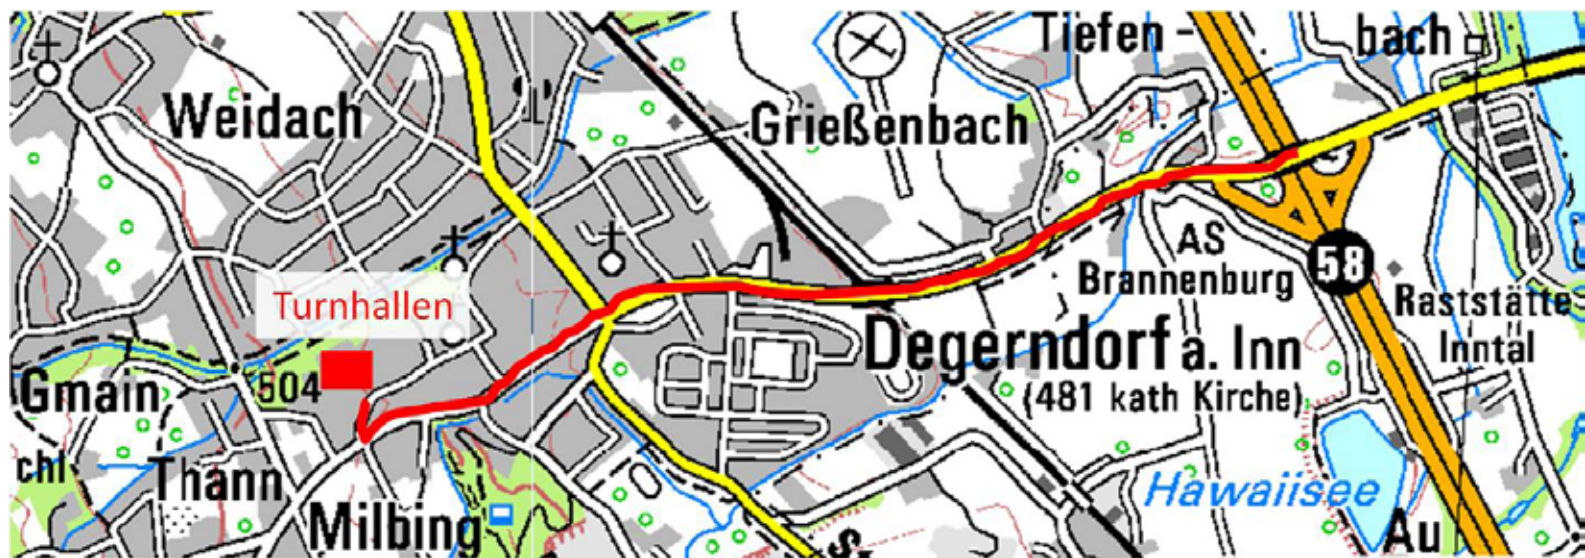 Tiefen -
bach
Weidach
Grießenbach
AS
Brannenburg
58
Raststätte
Inntal
Turnhallen
Degerndorf a. Inn
(481 kath Kirche)
504
Gmain
chl
Thann
Milbing
Hawaiisee
Au